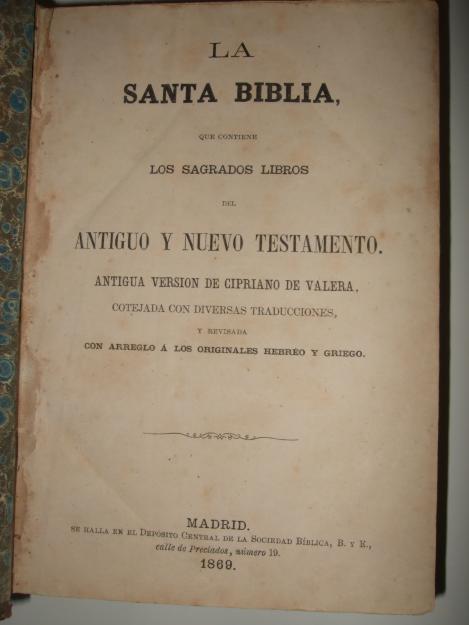 LA
SANTA BIBLIA,
QUE CONTIENE
LOS SAGRADOS LIBROS
DEL
ANTIGUO Y NUEVO TESTAMENTO.
ANTIGUA VERSION DE CIPRIANO DE VALERA,
COTEJADA CON DIVERSAS TRADUCCIONES,
Y REVISADA
CON ARREGLO Á LOS ORIGINALES HEBREO Y GRIEGO.
MADRID.
SE HALLA EN EL DEPÓSITO CENTRAL DE LA SOCIEDAD BÍBLICA, B. Y E.,
calle de Preciados, número 19.
1869.